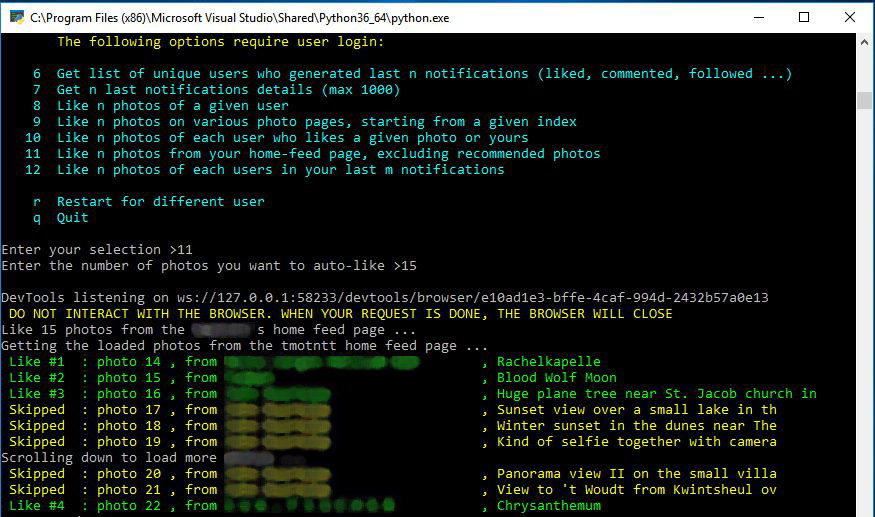 C:\Program Files (x86)\Microsoft Visual Studio\Shared\Python36_64\python.exe
The following options require user login:
6 Get list of unique users who generated last n notifications (liked, commented, followed ...)
7 Get n last notifications details (max 1000)
8 Like n photos of a given user
9 Like n photos on various photo pages, starting from a given index
10 Like n photos of each user who likes a given photo or yours
11 Like n photos from your home-feed page, excluding recommended photos
12 Like n photos of each users in your last m notifications
r Restart for different user
q Quit
Enter your selection >11
Enter the number of photos you want to auto-like >15
DevTools listening on ws://127.0.0.1:58233/devtools/browser/e10ad1e3-bffe-4caf-994d-2432b57a0e13
DO NOT INTERACT WITH THE BROWSER. WHEN YOUR REQUEST IS DONE, THE BROWSER WILL CLOSE
Like 15 photos from the s home feed page ...
Getting the loaded photos from the tmotntt home feed page ...
Like #1 : photo 14 , from , Rachelkapelle
Like #2 : photo 15 , from , Blood Wolf Moon
Like #3 : photo 16 , from , Huge plane tree near St. Jacob church in
Skipped : photo 17 , from , Sunset view over a small lake in th
Skipped : photo 18 , from , Winter sunset in the dunes near The
Skipped : photo 19 , from , Kind of selfie together with camera
Scrolling down to load more
Skipped : photo 20 , from , Panorama view II on the small villa
Skipped : photo 21 , from , View to 't Woudt from Kwintsheul ov
Like #4 : photo 22 , from , Chrysanthemum